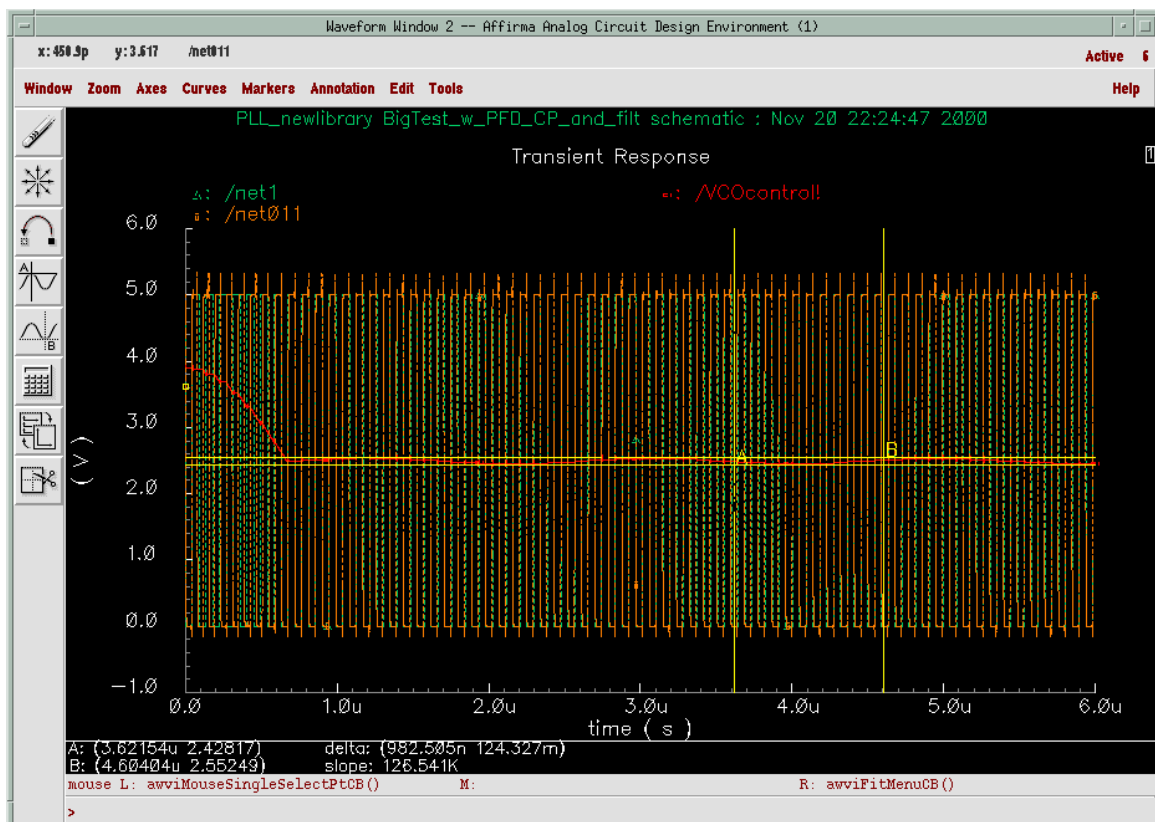 Waveform Window 2 -- Affirma Analog Circuit Design Environment (1)
x: 450.9p y: 3.617 /net011
Active 6
Window Zoom Axes Curves Markers Annotation Edit Tools Help
PLL_newlibrary BigTest_w_PFD_CP_and_filt schematic : Nov 20 22:24:47 2000
1
Transient Response
/net1
/VCOcontrol!
/net011
6.0
5.0
4.0
3.0
2.0
1.0
0.0
-1.0
( V )
A
B
0.0 1.0u 2.0u 3.0u 4.0u 5.0u 6.0u
time ( s )
A: (3.62154u 2.42817) delta: (982.505n 124.327m)
B: (4.60404u 2.55249) slope: 126.541K
mouse L: awviMouseSingleSelectPtCB() M: R: awviFitMenuCB()
>